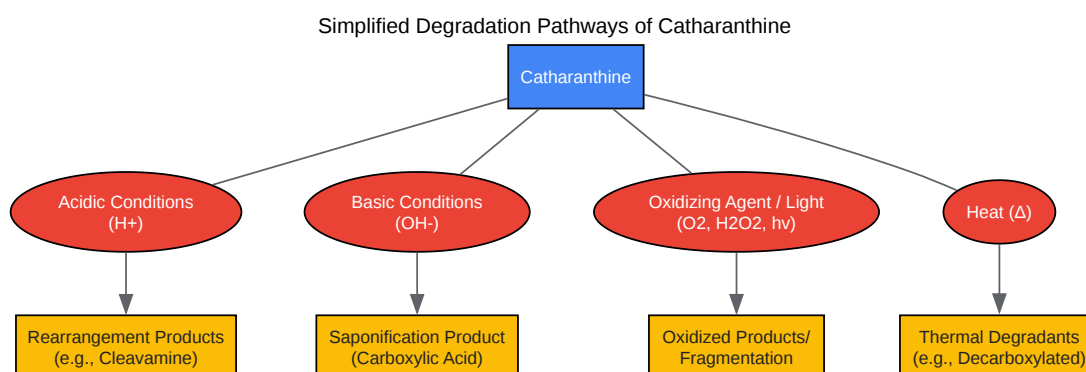 Simplified Degradation Pathways of Catharanthine
Catharanthine
Acidic Conditions
(H+)
Basic Conditions
(OH-)
Oxidizing Agent / Light
(O2, H2O2, hv)
Heat (Δ)
Rearrangement Products
(e.g., Cleavamine)
Saponification Product
(Carboxylic Acid)
Oxidized Products/
Fragmentation
Thermal Degradants
(e.g., Decarboxylated)